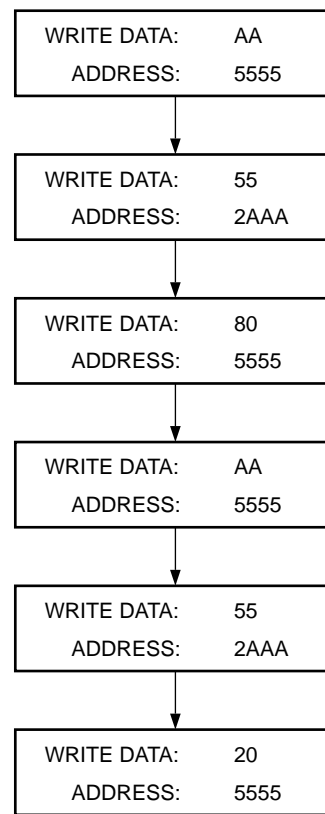 WRITE DATA: AA
ADDRESS: 5555
WRITE DATA: 55
ADDRESS: 2AAA
WRITE DATA: 80
ADDRESS: 5555
WRITE DATA: AA
ADDRESS: 5555
WRITE DATA: 55
ADDRESS: 2AAA
WRITE DATA: 20
ADDRESS: 5555